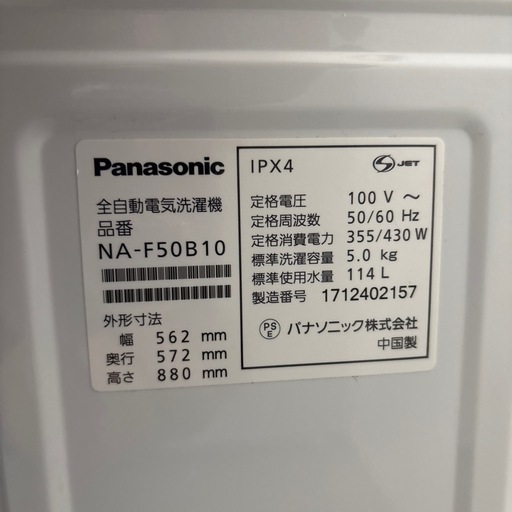 Panasonic
全自動電気洗濯機
品番
NA-F50B10
外形寸法
幅 562 mm
奥行 572 mm
高さ 880 mm
IPX4
S JET
定格電圧 100 V ～
定格周波数 50/60 Hz
定格消費電力 355/430 W
標準洗濯容量 5.0 kg
標準使用水量 114 L
製造番号 1712402157
PSE パナソニック株式会社
中国製